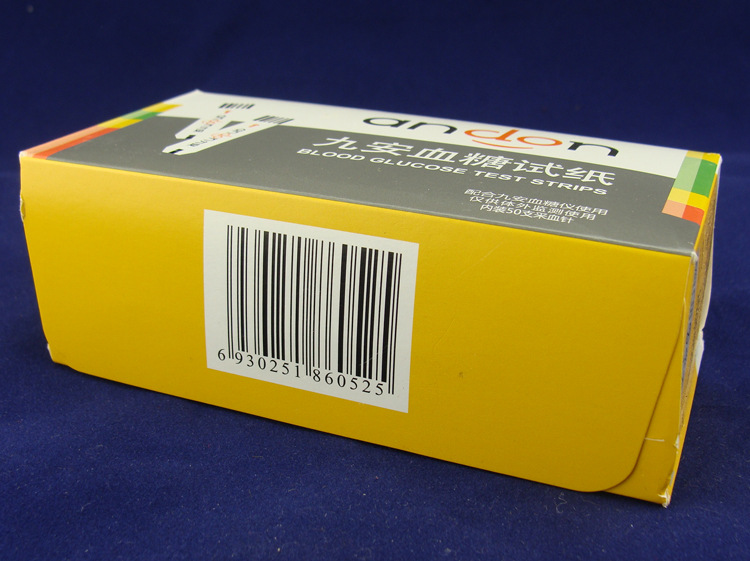 andon
九安血糖试纸
BLOOD GLUCOSE TEST STRIPS
配合九安血糖仪使用
仅供体外监测使用
内装50支采血针
6 930251 860525